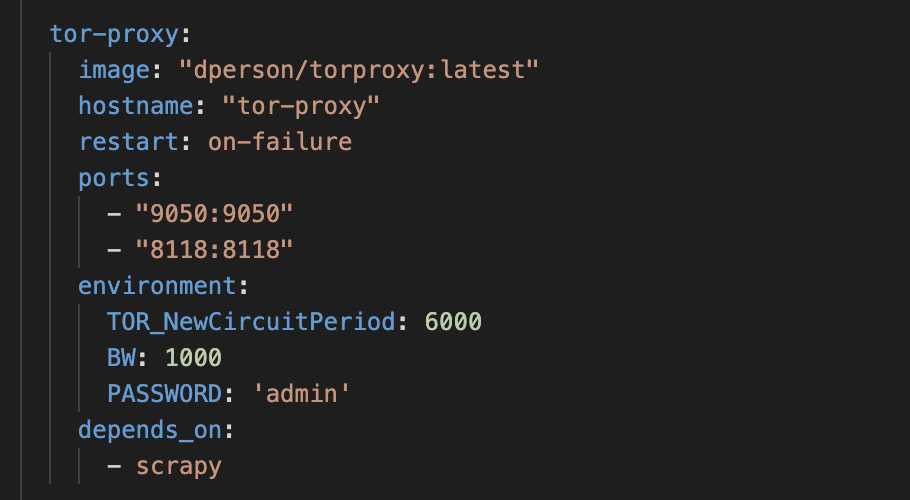 tor-proxy:
image: "dperson/torproxy:latest"
hostname: "tor-proxy"
restart: on-failure
ports:
- "9050:9050"
- "8118:8118"
environment:
TOR_NewCircuitPeriod: 6000
BW: 1000
PASSWORD: 'admin'
depends_on:
- scrapy